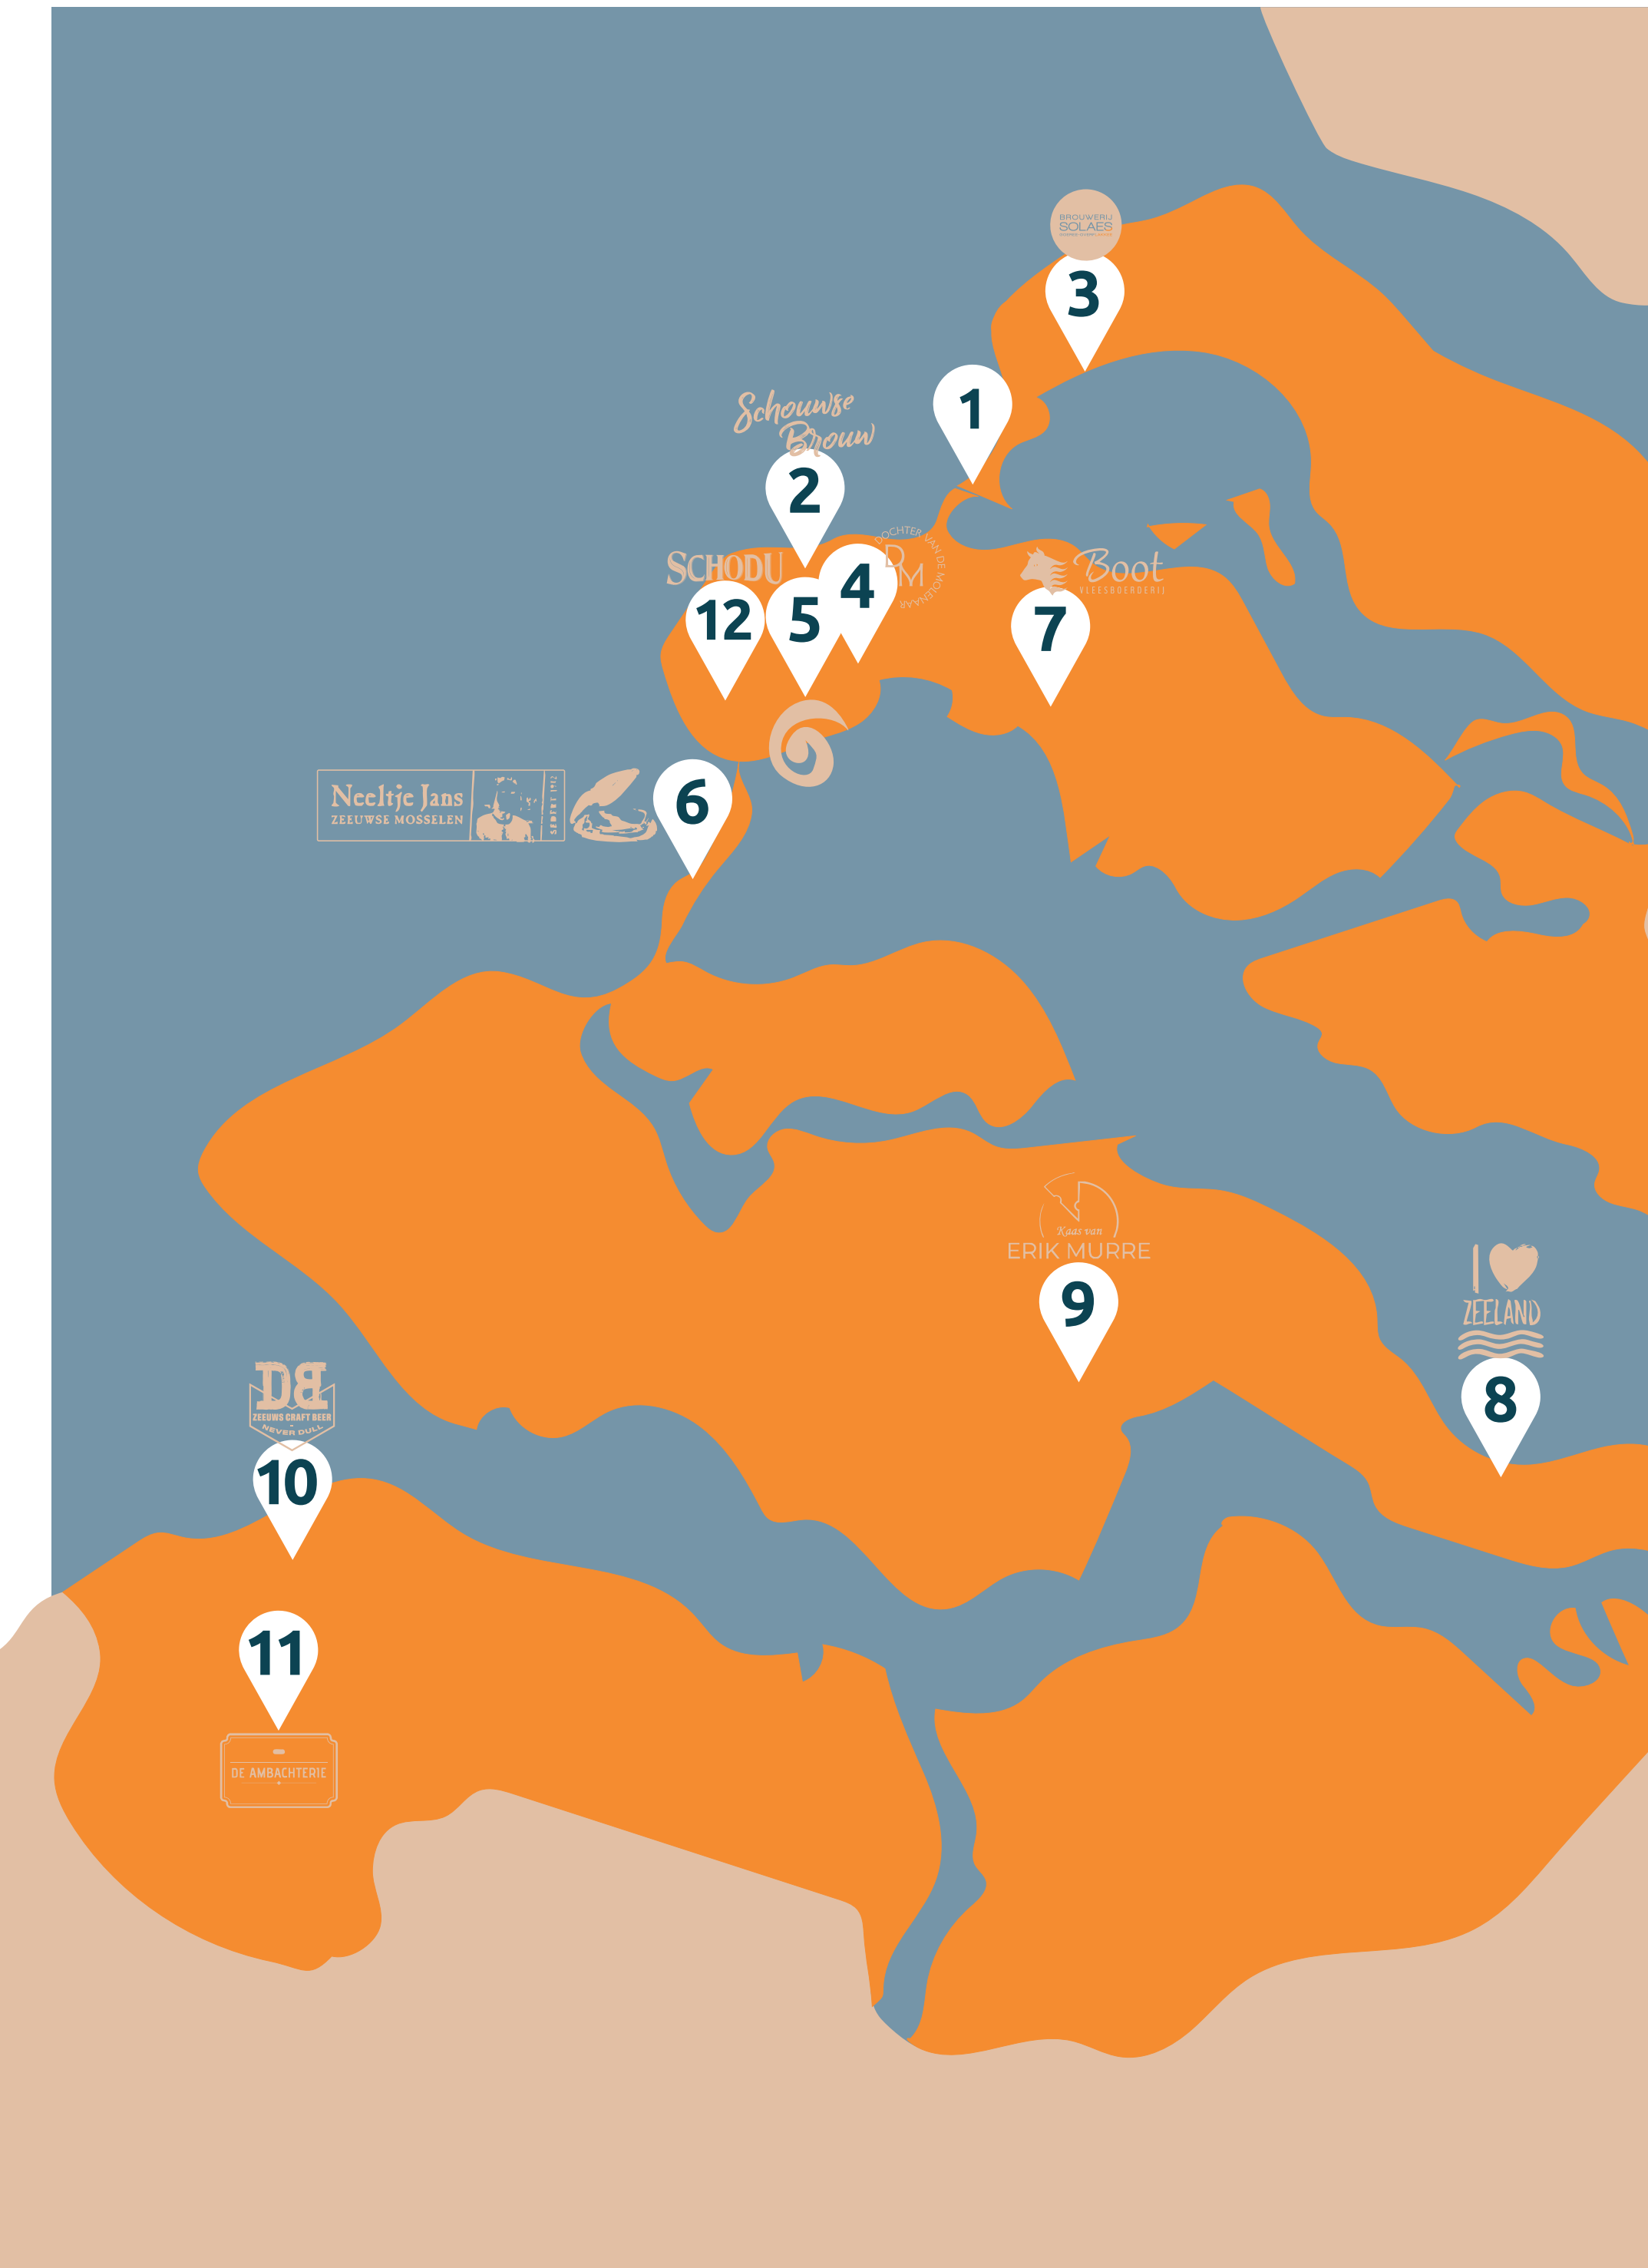 BROUWERIJ
SOLAES
3
1
Schouwse
Brouw
2
SCHODU
DOCHTER VAN DE MOLENAAR
DM
4
12
5
Boot
VLEESBOERDERIJ
7
Neeltje Jans
ZEEUWSE MOSSELEN
SEDERT 1912
6
Kaas van
ERIK MURRE
9
I
ZEELAND
8
DB
ZEEUWS CRAFT BEER
NEVER DULL
10
11
DE AMBACHTERIE